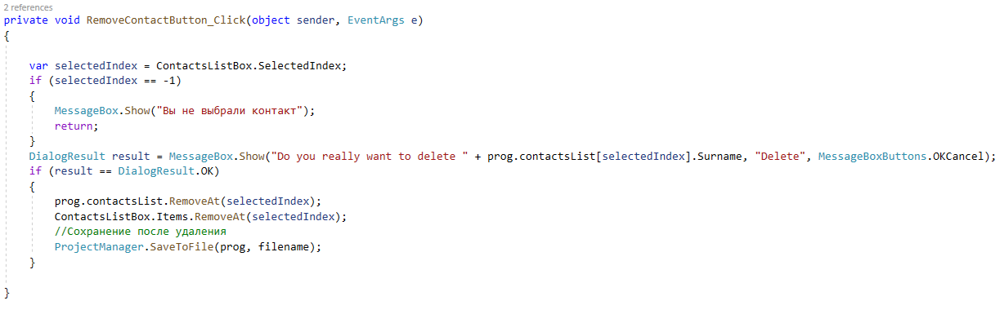 2 references
private void RemoveContactButton_Click(object sender, EventArgs e)
{
var selectedIndex = ContactsListBox.SelectedIndex;
if (selectedIndex == -1)
{
MessageBox.Show("Вы не выбрали контакт");
return;
}
DialogResult result = MessageBox.Show("Do you really want to delete " + prog.contactsList[selectedIndex].Surname, "Delete", MessageBoxButtons.OKCancel);
if (result == DialogResult.OK)
{
prog.contactsList.RemoveAt(selectedIndex);
ContactsListBox.Items.RemoveAt(selectedIndex);
//Сохранение после удаления
ProjectManager.SaveToFile(prog, filename);
}
}